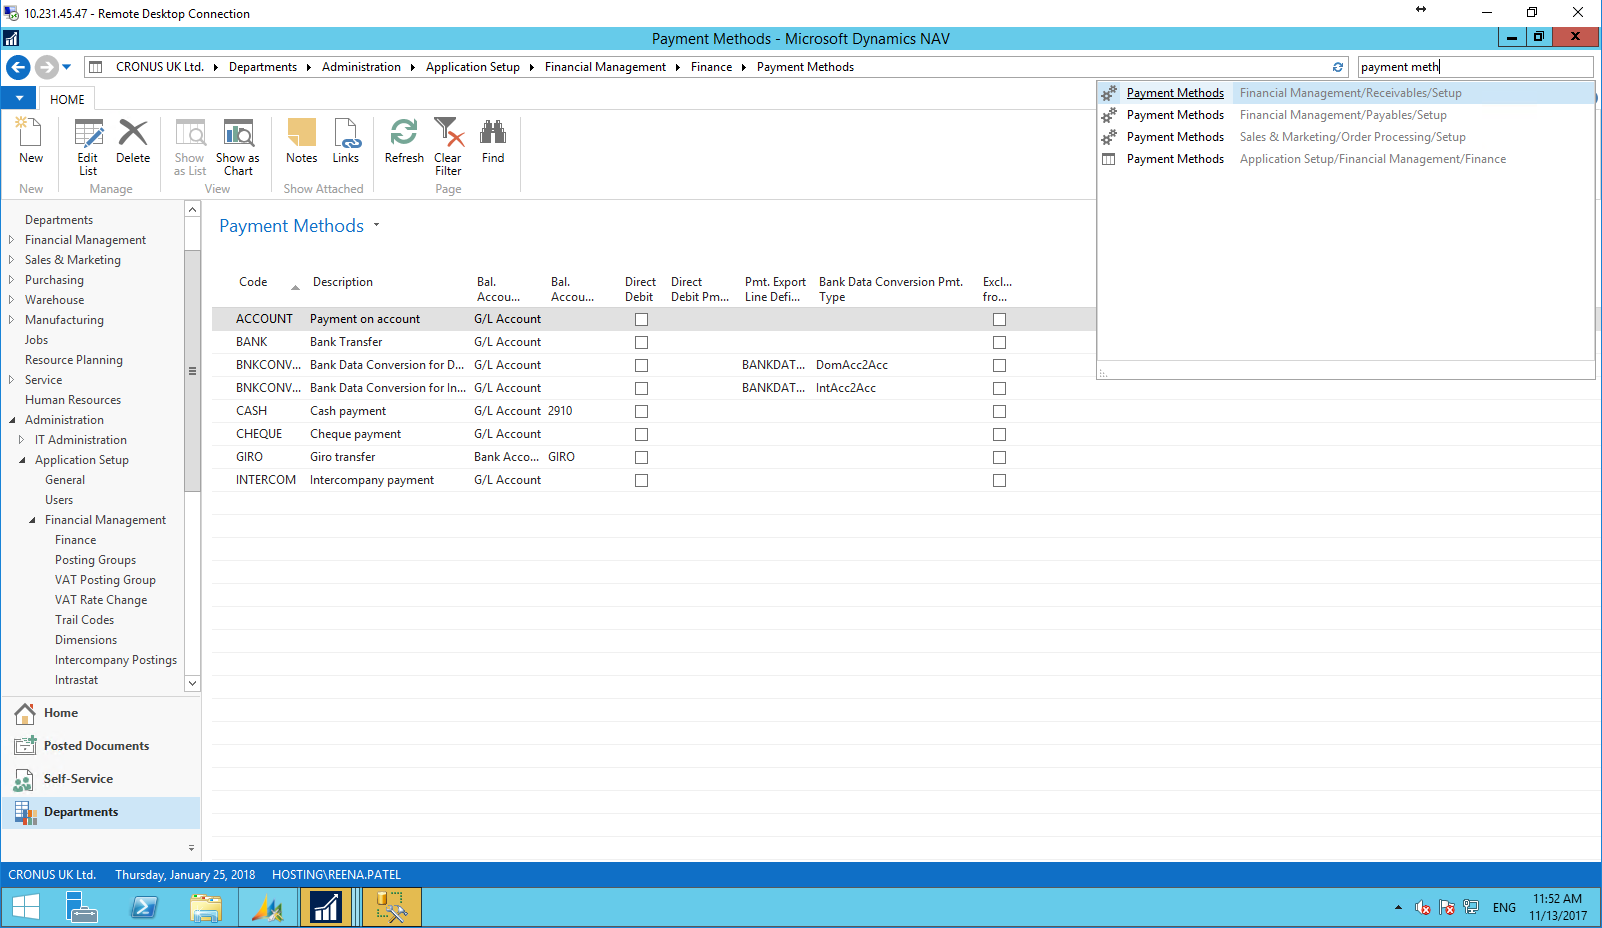 10.231.45.47 - Remote Desktop Connection
Payment Methods - Microsoft Dynamics NAV
CRONUS UK Ltd. Departments Administration Application Setup Financial Management Finance Payment Methods
payment meth
Payment Methods Financial Management/Receivables/Setup
Payment Methods Financial Management/Payables/Setup
Payment Methods Sales & Marketing/Order Processing/Setup
Payment Methods Application Setup/Financial Management/Finance
HOME
New
Edit List
Delete
Show as List
Show as Chart
Notes
Links
Refresh
Clear Filter
Find
New
Manage
View
Show Attached
Page
Departments
Financial Management
Sales & Marketing
Purchasing
Warehouse
Manufacturing
Jobs
Resource Planning
Service
Human Resources
Administration
IT Administration
Application Setup
General
Users
Financial Management
Finance
Posting Groups
VAT Posting Group
VAT Rate Change
Trail Codes
Dimensions
Intercompany Postings
Intrastat
Home
Posted Documents
Self-Service
Departments
Payment Methods
Code Description Bal. Accou... Bal. Accou... Direct Debit Direct Debit Pm... Pmt. Export Line Defi... Bank Data Conversion Pmt. Type Excl... fro...
ACCOUNT Payment on account G/L Account
BANK Bank Transfer G/L Account
BNKCONV... Bank Data Conversion for D... G/L Account BANKDAT... DomAcc2Acc
BNKCONV... Bank Data Conversion for In... G/L Account BANKDAT... IntAcc2Acc
CASH Cash payment G/L Account 2910
CHEQUE Cheque payment G/L Account
GIRO Giro transfer Bank Acco... GIRO
INTERCOM Intercompany payment G/L Account
CRONUS UK Ltd. Thursday, January 25, 2018 HOSTING\REENA.PATEL
ENG
11:52 AM
11/13/2017